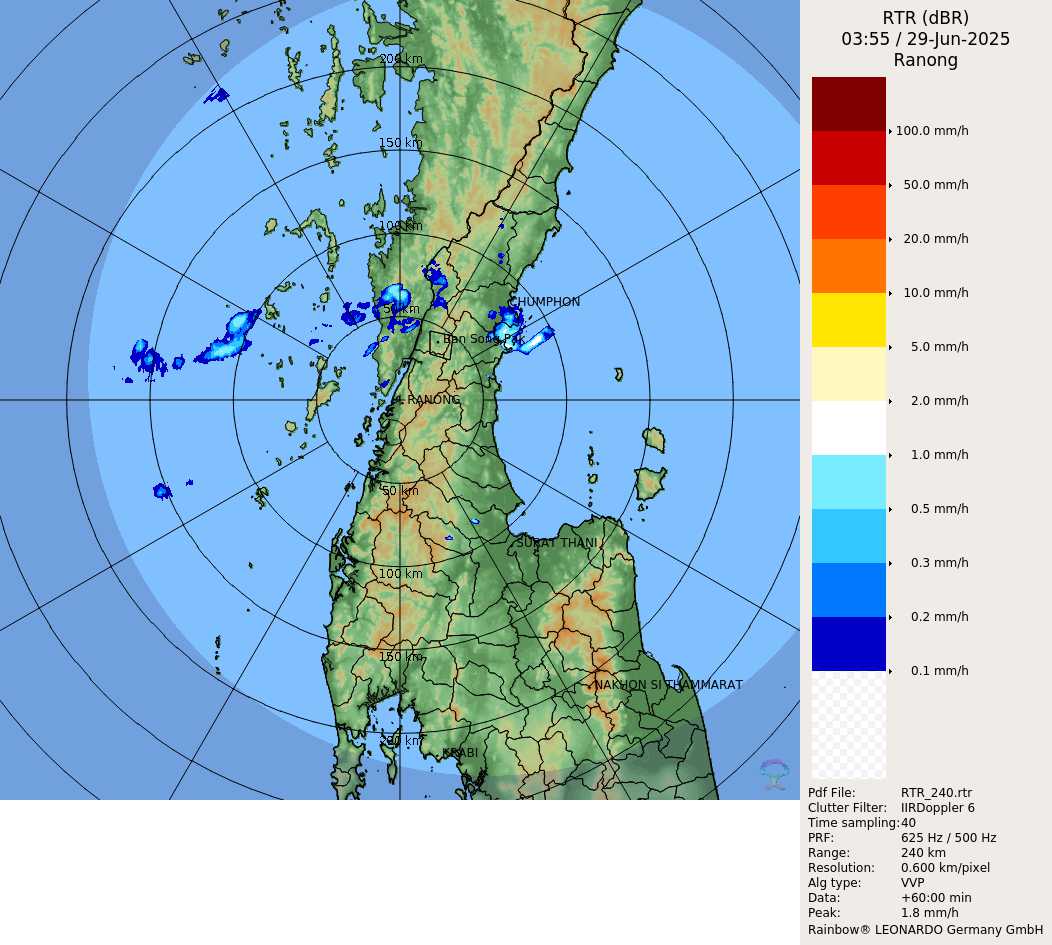 RTR (dBR)
03:55 / 29-Jun-2025
Ranong
200 km
150 km
100 km
50 km
CHUMPHON
Ban Song Pak
RANONG
50 km
SURAT THANI
100 km
150 km
NAKHON SI THAMMARAT
200 km
KRABI
100.0 mm/h
50.0 mm/h
20.0 mm/h
10.0 mm/h
5.0 mm/h
2.0 mm/h
1.0 mm/h
0.5 mm/h
0.3 mm/h
0.2 mm/h
0.1 mm/h
Pdf File: RTR_240.rtr
Clutter Filter: IIRDoppler 6
Time sampling:40
PRF: 625 Hz / 500 Hz
Range: 240 km
Resolution: 0.600 km/pixel
Alg type: VVP
Data: +60:00 min
Peak: 1.8 mm/h
Rainbow® LEONARDO Germany GmbH